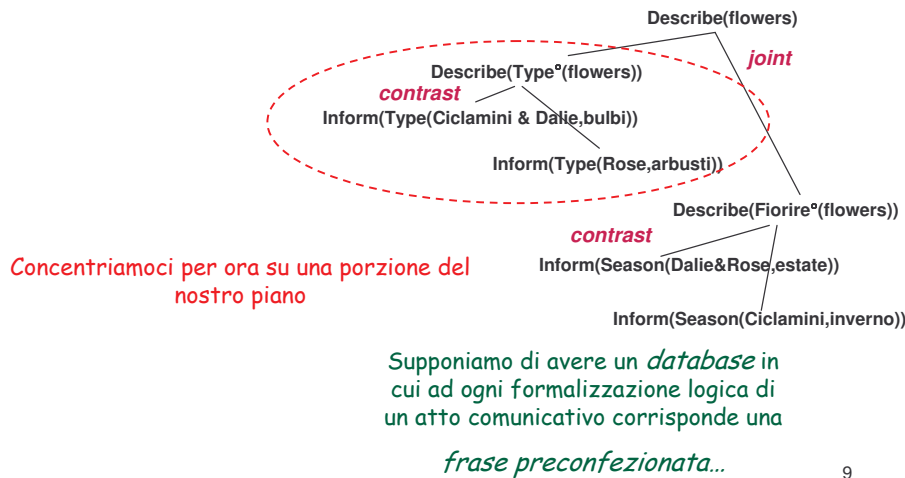 Describe(flowers)
joint
Describe(Type°(flowers))
contrast
Inform(Type(Ciclamini & Dalie,bulbi))
Inform(Type(Rose,arbusti))
Describe(Fiorire°(flowers))
contrast
Inform(Season(Dalie&Rose,estate))
Inform(Season(Ciclamini,inverno))
Concentriamoci per ora su una porzione del
nostro piano
Supponiamo di avere un database in
cui ad ogni formalizzazione logica di
un atto comunicativo corrisponde una
frase preconfezionata...
9